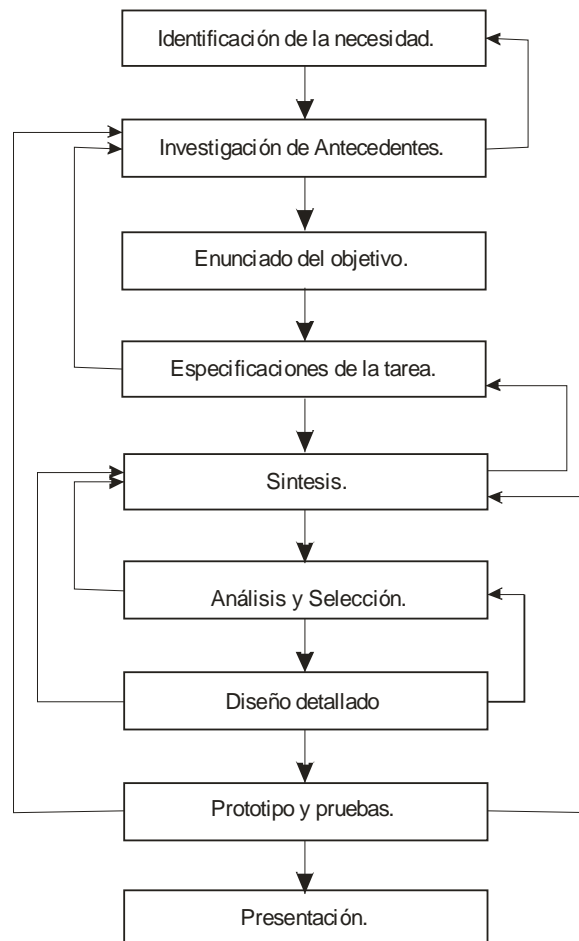 Identificación de la necesidad.
Investigación de Antecedentes.
Enunciado del objetivo.
Especificaciones de la tarea.
Sintesis.
Análisis y Selección.
Diseño detallado
Prototipo y pruebas.
Presentación.